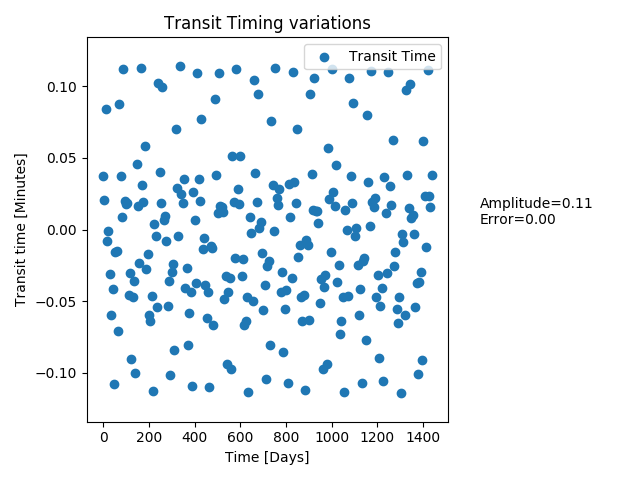 Transit Timing variations
Transit Time
0.10
0.05
0.00
−0.05
−0.10
Transit time [Minutes]
0 200 400 600 800 1000 1200 1400
Time [Days]
Amplitude=0.11
Error=0.00